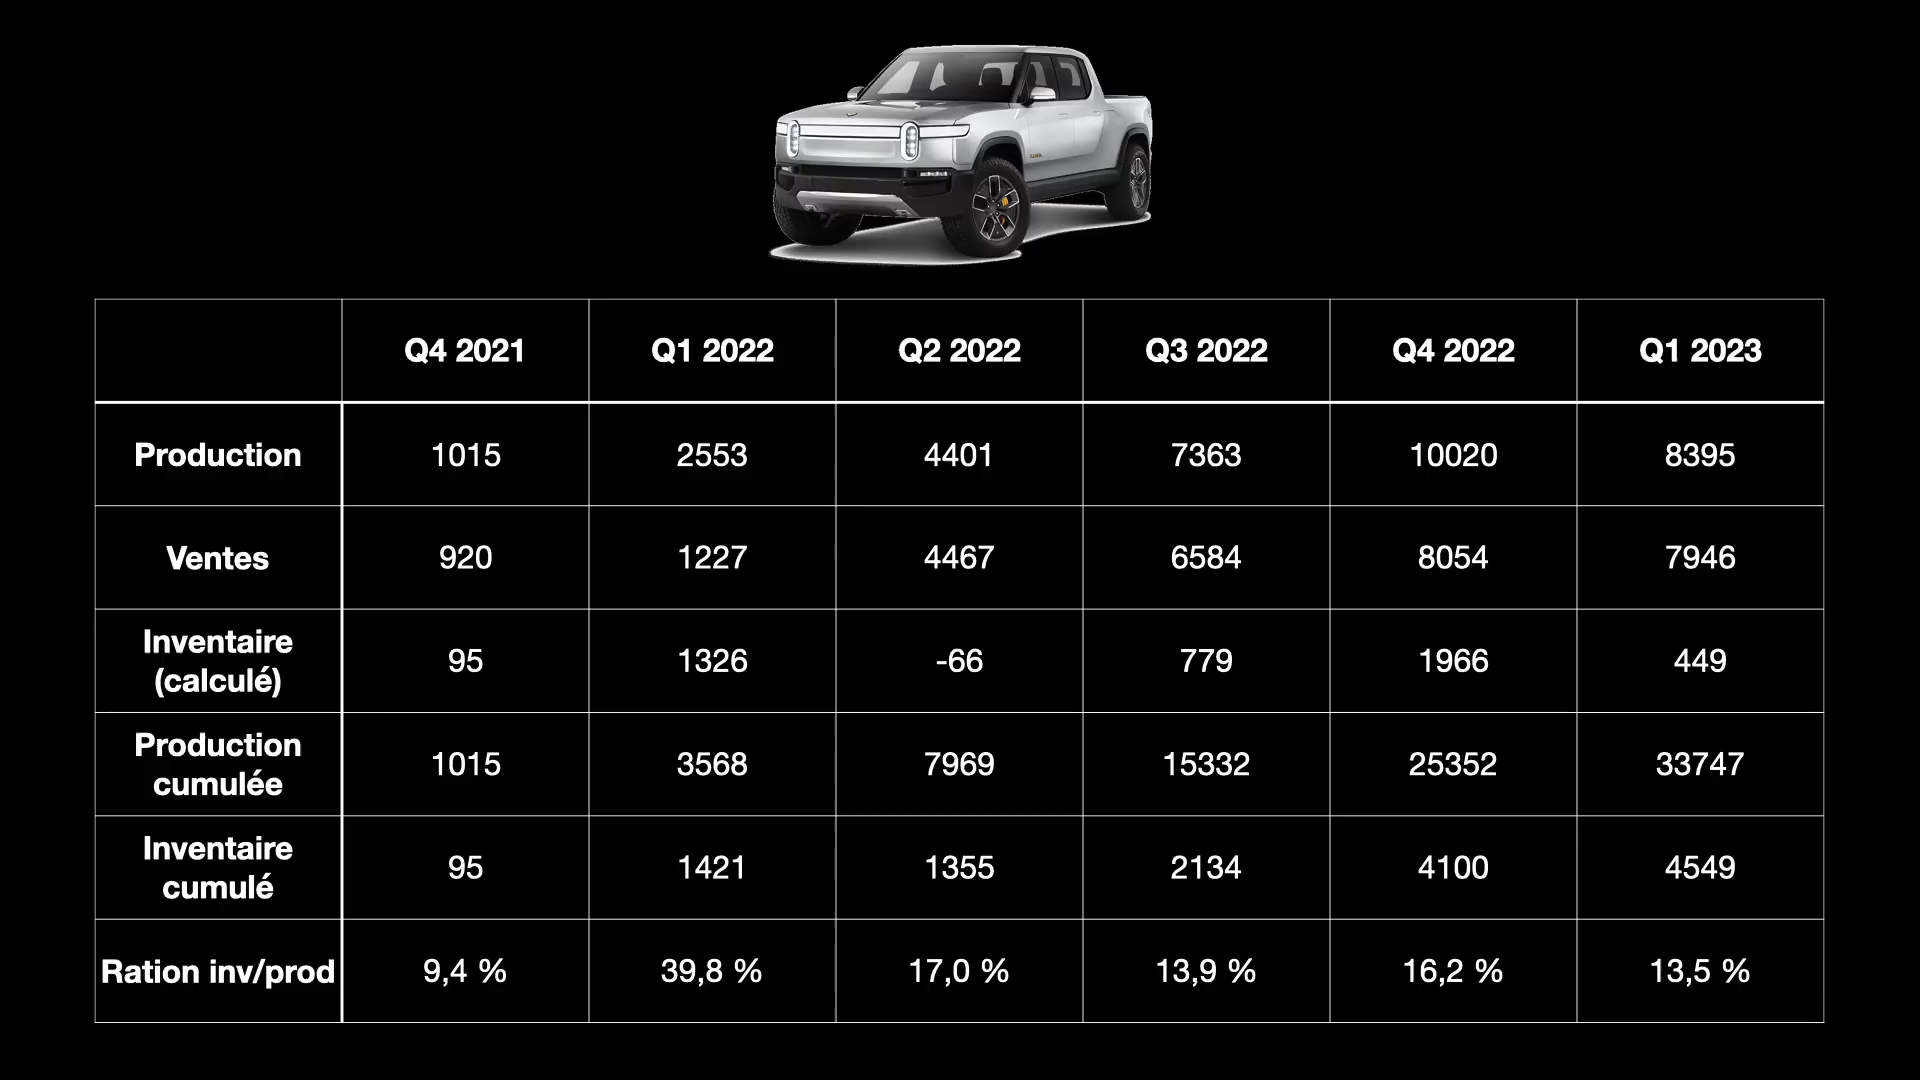 Q4 2021 Q1 2022 Q2 2022 Q3 2022 Q4 2022 Q1 2023
Production 1015 2553 4401 7363 10020 8395
Ventes 920 1227 4467 6584 8054 7946
Inventaire
(calculé) 95 1326 -66 779 1966 449
Production
cumulée 1015 3568 7969 15332 25352 33747
Inventaire
cumulé 95 1421 1355 2134 4100 4549
Ration inv/prod 9,4 % 39,8 % 17,0 % 13,9 % 16,2 % 13,5 %